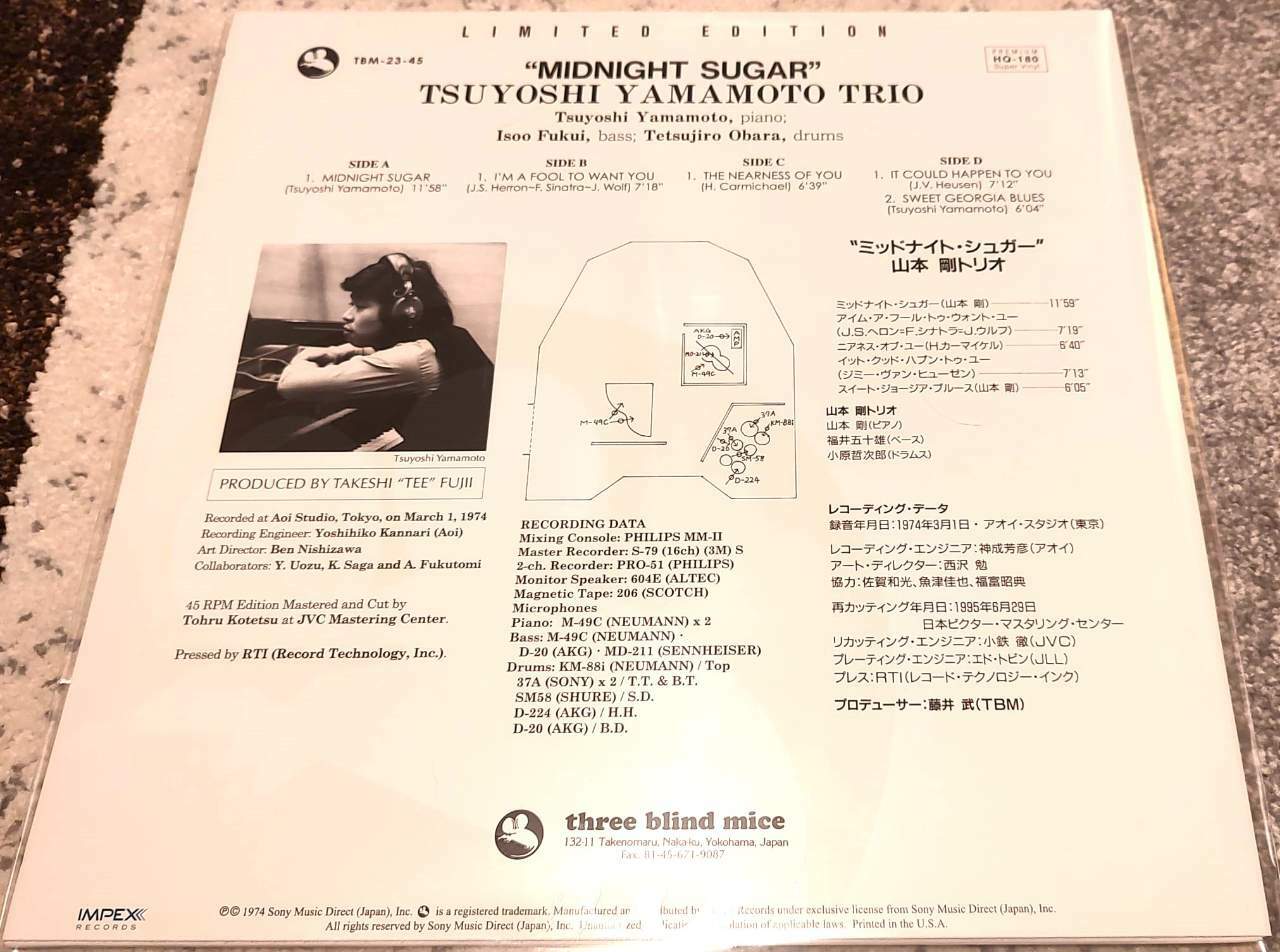 LIMITED EDITION
TBM-23-45
PREMIUM
HQ-180
Super Vinyl
"MIDNIGHT SUGAR"
TSUYOSHI YAMAMOTO TRIO
Tsuyoshi Yamamoto, piano;
Isoo Fukui, bass; Tetsujiro Obara, drums
SIDE A
1. MIDNIGHT SUGAR
(Tsuyoshi Yamamoto) 11'58"
SIDE B
1. I'M A FOOL TO WANT YOU
(J.S. Herron–F. Sinatra–J. Wolf) 7'18"
SIDE C
1. THE NEARNESS OF YOU
(H. Carmichael) 6'39"
SIDE D
1. IT COULD HAPPEN TO YOU
(J.V. Heusen) 7'12"
2. SWEET GEORGIA BLUES
(Tsuyoshi Yamamoto) 6'04"
Tsuyoshi Yamamoto
PRODUCED BY TAKESHI "TEE" FUJII
Recorded at Aoi Studio, Tokyo, on March 1, 1974
Recording Engineer: Yoshihiko Kannari (Aoi)
Art Director: Ben Nishizawa
Collaborators: Y. Uozu, K. Saga and A. Fukutomi
45 RPM Edition Mastered and Cut by
Tohru Kotetsu at JVC Mastering Center.
Pressed by RTI (Record Technology, Inc.).
AKG
D-20
AMP
MD-211
M-49C
M-49C
37A
KM-88i
37A
D-20
SM-58
D-224
RECORDING DATA
Mixing Console: PHILIPS MM-II
Master Recorder: S-79 (16ch) (3M) S
2-ch. Recorder: PRO-51 (PHILIPS)
Monitor Speaker: 604E (ALTEC)
Magnetic Tape: 206 (SCOTCH)
Microphones
Piano: M-49C (NEUMANN) x 2
Bass: M-49C (NEUMANN) ·
D-20 (AKG) · MD-211 (SENNHEISER)
Drums: KM-88i (NEUMANN) / Top
37A (SONY) x 2 / T.T. & B.T.
SM58 (SHURE) / S.D.
D-224 (AKG) / H.H.
D-20 (AKG) / B.D.
"ミッドナイト・シュガー"
山本 剛トリオ
ミッドナイト・シュガー(山本 剛)――――11'59"
アイム・ア・フール・トゥ・ウォント・ユー
(J.S.ヘロン=F.シナトラ=J.ウルフ)――――7'19"
ニアネス・オブ・ユー(H.カーマイケル)――――6'40"
イット・クッド・ハプン・トゥ・ユー
(ジミー・ヴァン・ヒューゼン)――――7'13"
スイート・ジョージア・ブルース(山本 剛)――――6'05"
山本 剛トリオ
山本 剛(ピアノ)
福井五十雄(ベース)
小原哲次郎(ドラムス)
レコーディング・データ
録音年月日:1974年3月1日・アオイ・スタジオ(東京)
レコーディング・エンジニア:神成芳彦(アオイ)
アート・ディレクター:西沢 勉
協力:佐賀和光、魚津佳也、福冨昭典
再カッティング年月日:1995年6月29日
日本ビクター・マスタリング・センター
リカッティング・エンジニア:小鉄 徹(JVC)
プレーティング・エンジニア:エド・トビン(JLL)
プレス:RTI(レコード・テクノロジー・インク)
プロデューサー:藤井 武(TBM)
three blind mice
132-11 Takenomaru, Naka-ku, Yokohama, Japan
Fax. 81-45-671-9087
IMPEX
RECORDS
℗© 1974 Sony Music Direct (Japan), Inc. is a registered trademark. Manufactured Records under exclusive license from Sony Music Direct (Japan), Inc.
All rights reserved by Sony Music Direct (Japan), Inc. of applicable laws. Printed in the U.S.A.